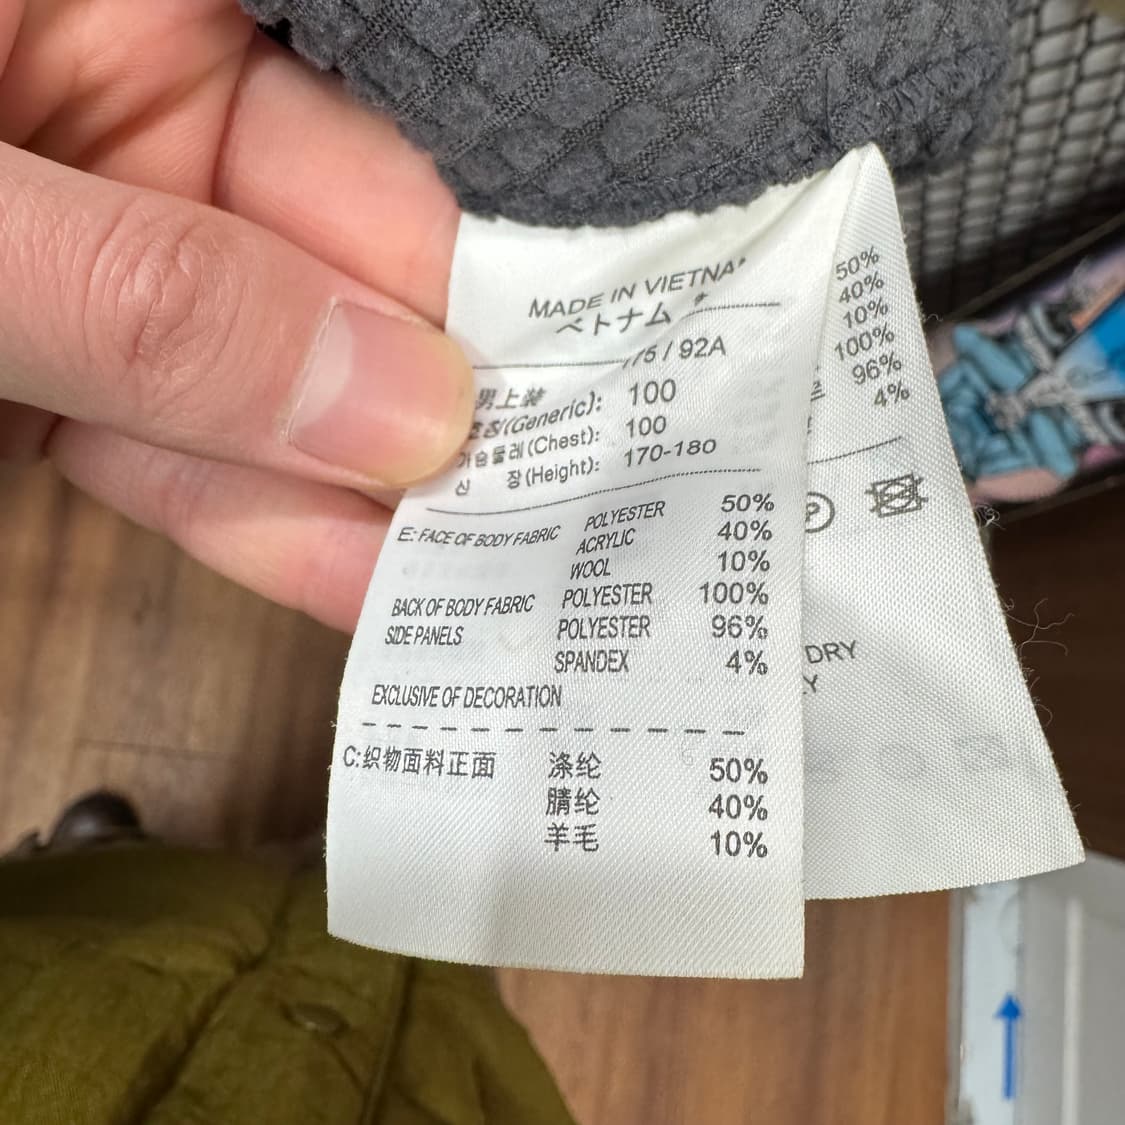 MADE IN VIETNA
ベトナム
/ 92A
男上装
(Generic): 100
가슴둘레(Chest): 100
신 장(Height): 170-180
E: FACE OF BODY FABRIC POLYESTER 50%
ACRYLIC 40%
WOOL 10%
BACK OF BODY FABRIC POLYESTER 100%
SIDE PANELS POLYESTER 96%
SPANDEX 4%
EXCLUSIVE OF DECORATION
C:织物面料正面 涤纶 50%
腈纶 40%
羊毛 10%
50%
40%
10%
100%
96%
4%
P
DRY